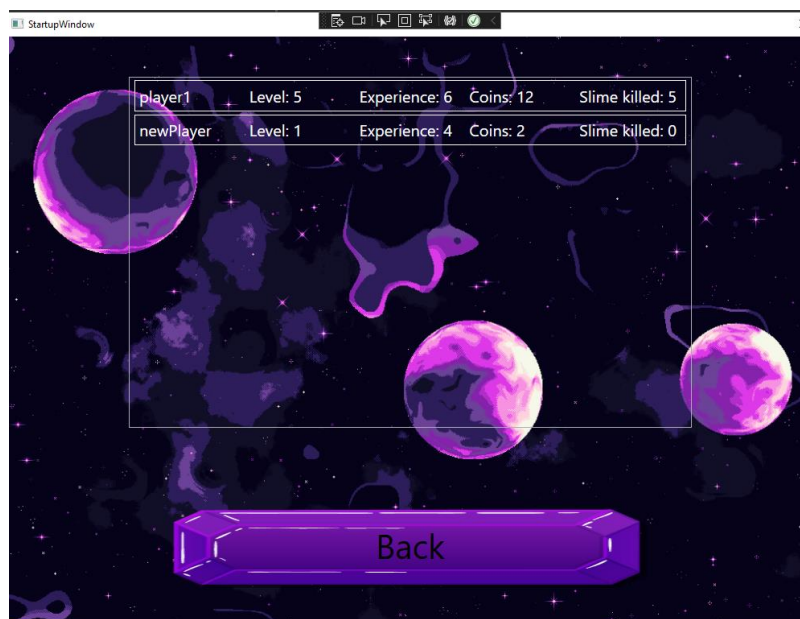 StartupWindow
player1 Level: 5 Experience: 6 Coins: 12 Slime killed: 5
newPlayer Level: 1 Experience: 4 Coins: 2 Slime killed: 0
Back